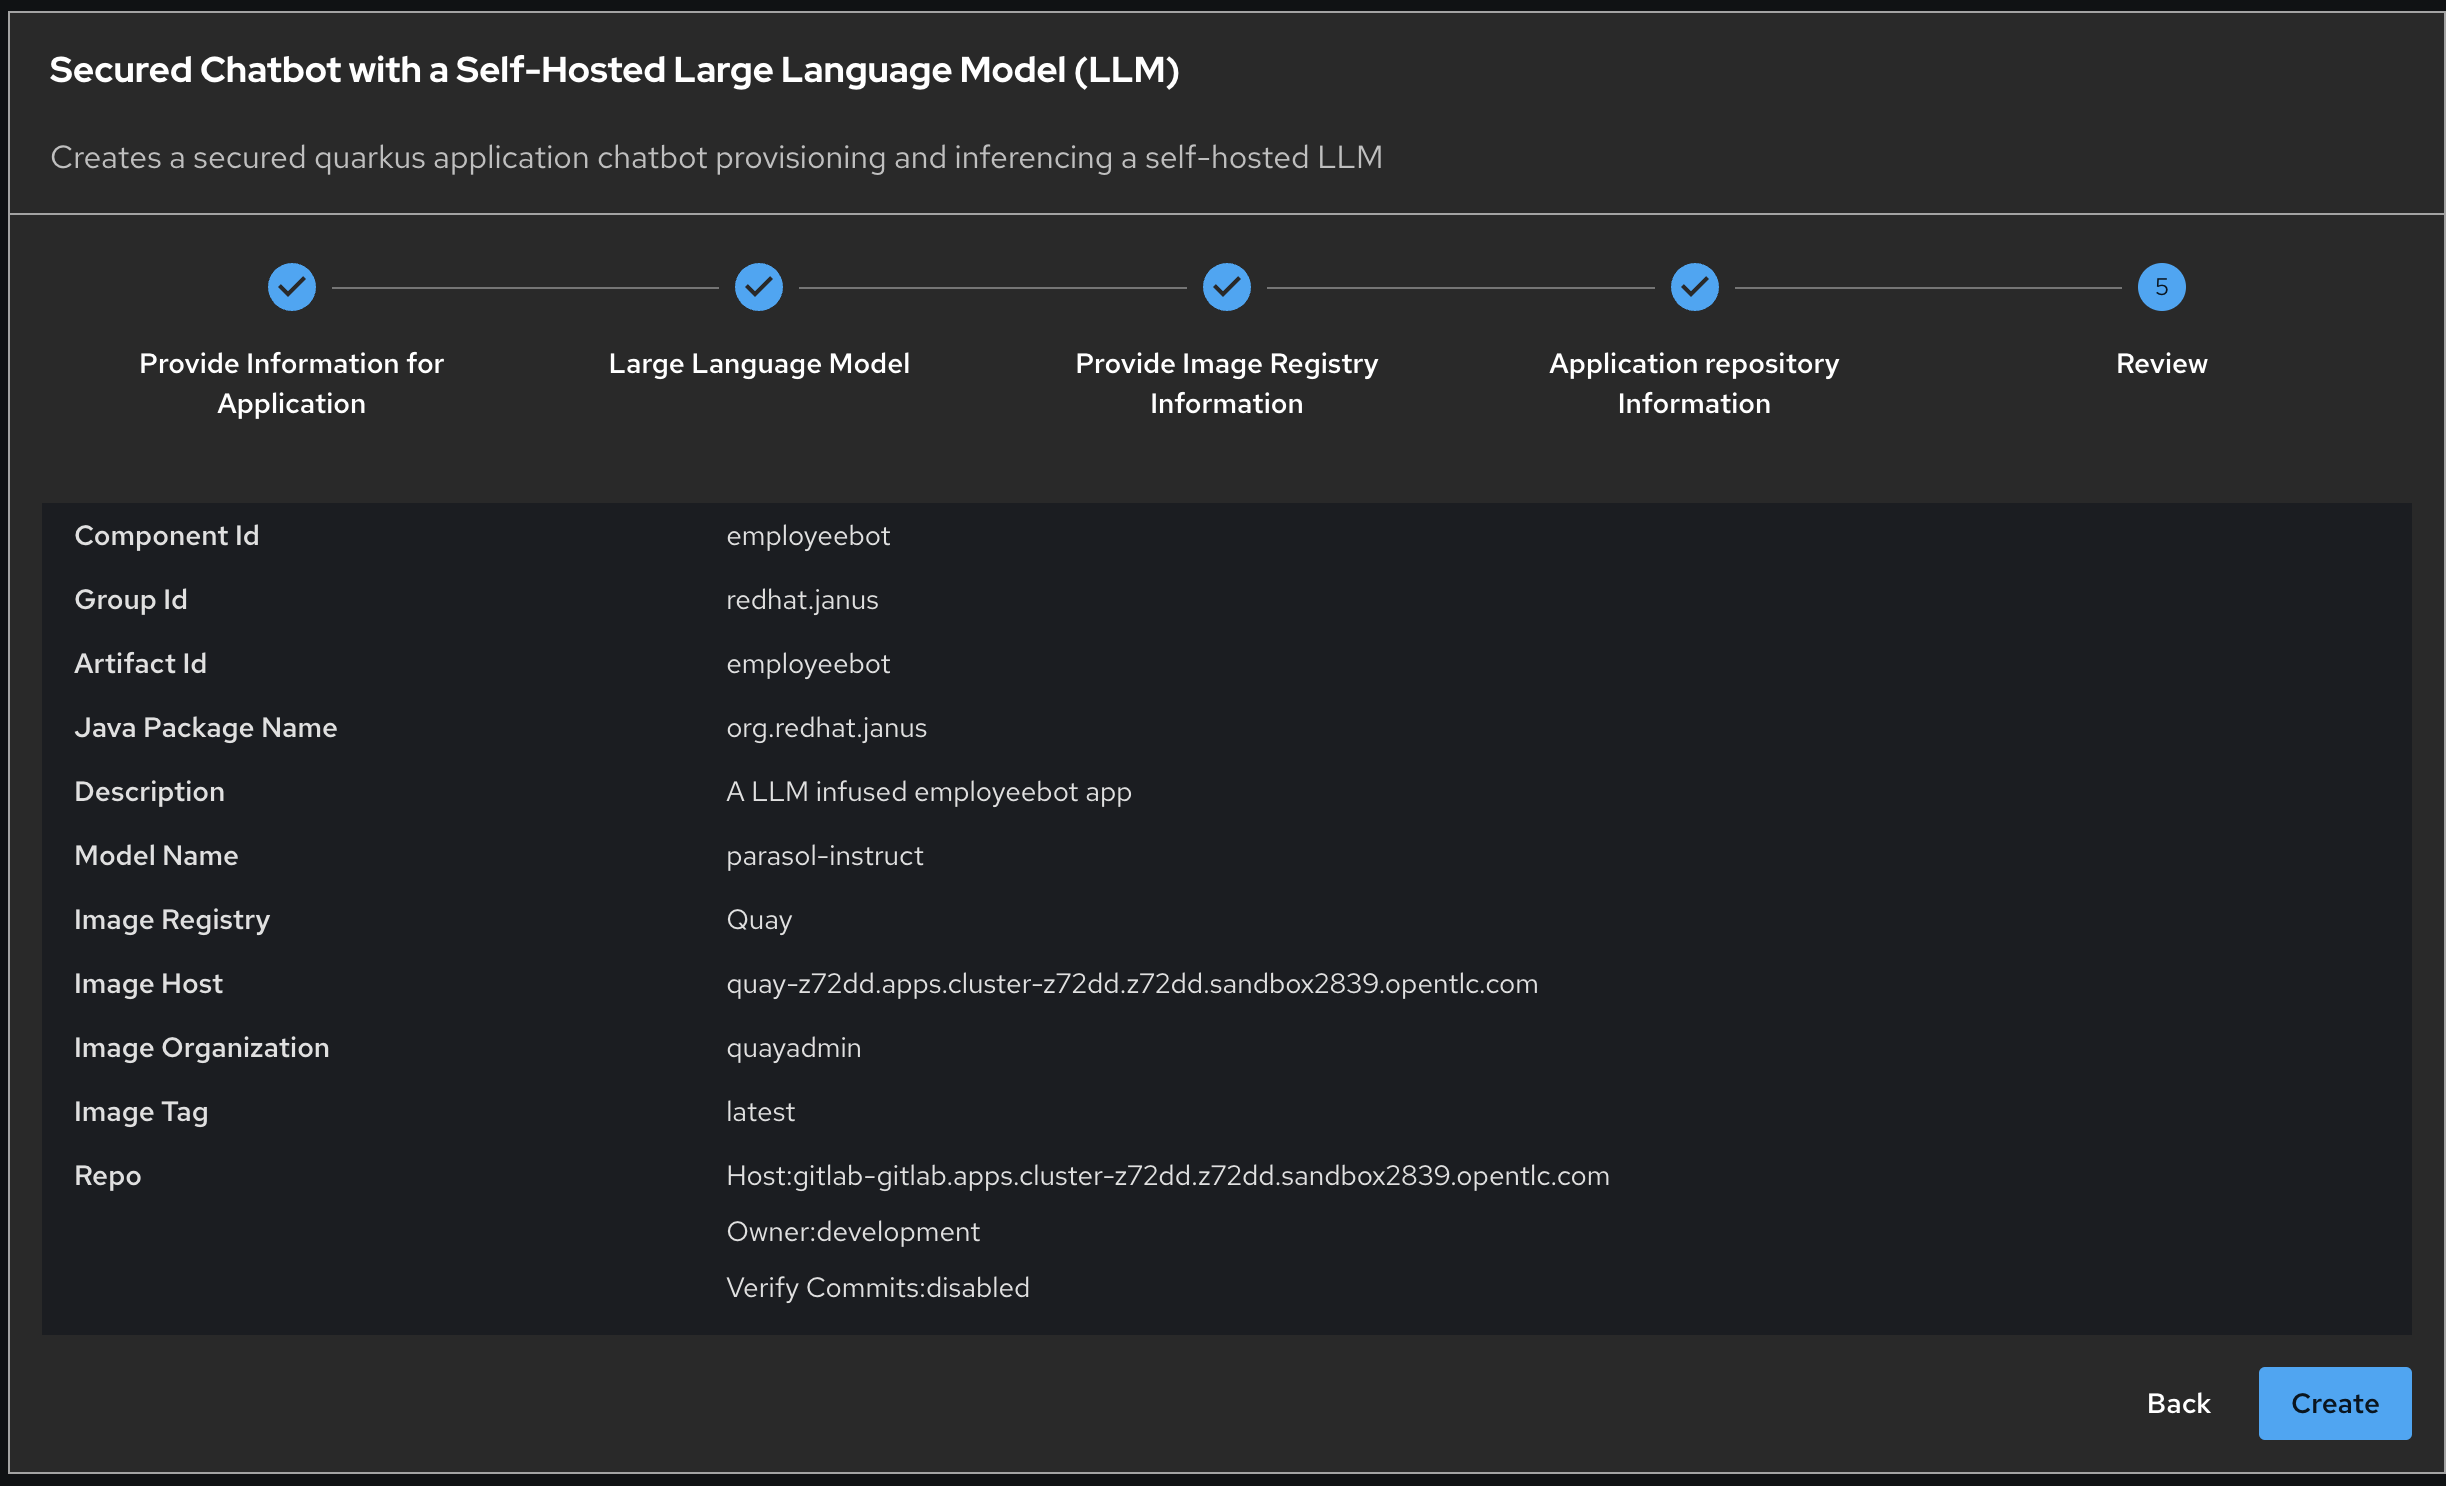 Secured Chatbot with a Self-Hosted Large Language Model (LLM)
Creates a secured quarkus application chatbot provisioning and inferencing a self-hosted LLM
5
Provide Information for
Application
Large Language Model
Provide Image Registry
Information
Application repository
Information
Review
Component Id employeebot
Group Id redhat.janus
Artifact Id employeebot
Java Package Name org.redhat.janus
Description A LLM infused employeebot app
Model Name parasol-instruct
Image Registry Quay
Image Host quay-z72dd.apps.cluster-z72dd.z72dd.sandbox2839.opentlc.com
Image Organization quayadmin
Image Tag latest
Repo Host:gitlab-gitlab.apps.cluster-z72dd.z72dd.sandbox2839.opentlc.com
Owner:development
Verify Commits:disabled
Back Create